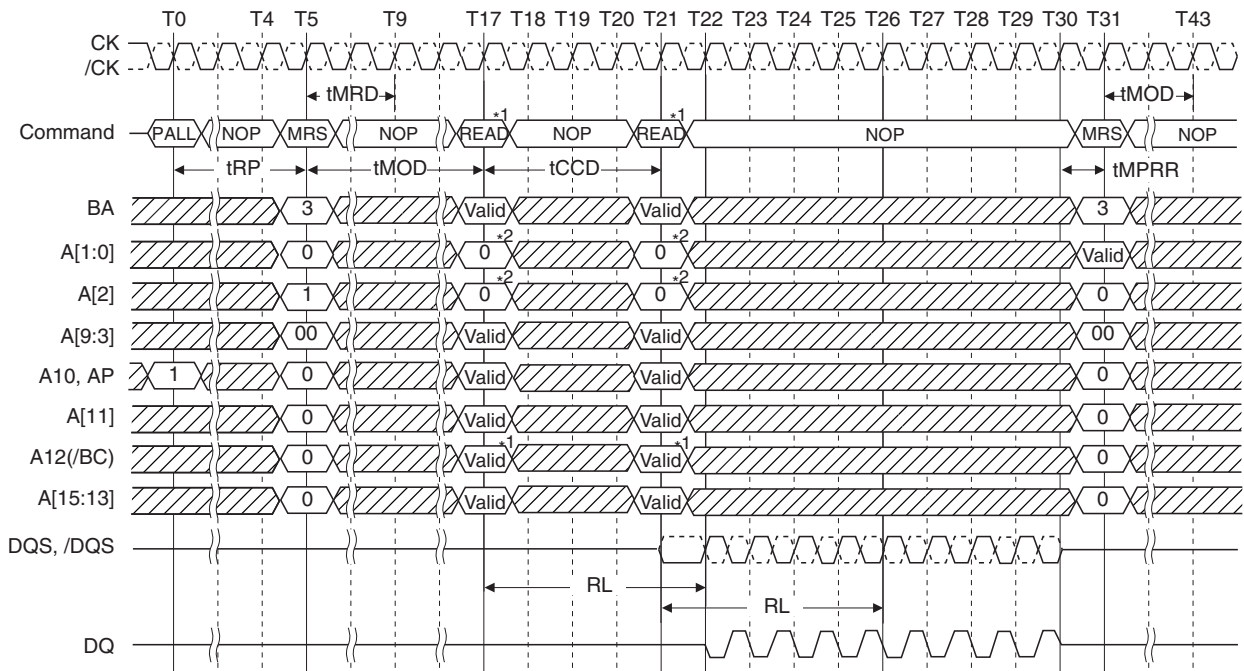 T0 T4 T5 T9 T17 T18 T19 T20 T21 T22 T23 T24 T25 T26 T27 T28 T29 T30 T31 T43
CK
/CK
tMRD tMOD
Command PALL NOP MRS NOP READ *1 NOP READ *1 NOP MRS NOP
tRP tMOD tCCD tMPRR
BA 3 Valid Valid 3
A[1:0] 0 0 *2 0 *2 Valid
A[2] 1 0 *2 0 *2 0
A[9:3] 00 Valid Valid 00
A10, AP 1 0 Valid Valid 0
A[11] 0 Valid Valid 0
A12(/BC) 0 Valid *1 Valid *1 0
A[15:13] 0 Valid Valid 0
DQS, /DQS
RL
RL
DQ